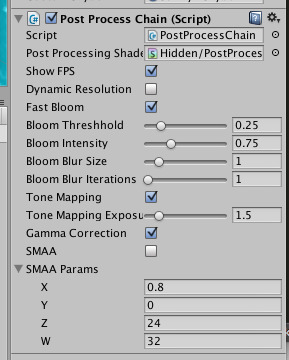 Post Process Chain (Script)
Script PostProcessChain
Post Processing Shade Hidden/PostProces
Show FPS
Dynamic Resolution
Fast Bloom
Bloom Threshhold 0.25
Bloom Intensity 0.75
Bloom Blur Size 1
Bloom Blur Iterations 1
Tone Mapping
Tone Mapping Exposu 1.5
Gamma Correction
SMAA
SMAA Params
X 0.8
Y 0
Z 24
W 32